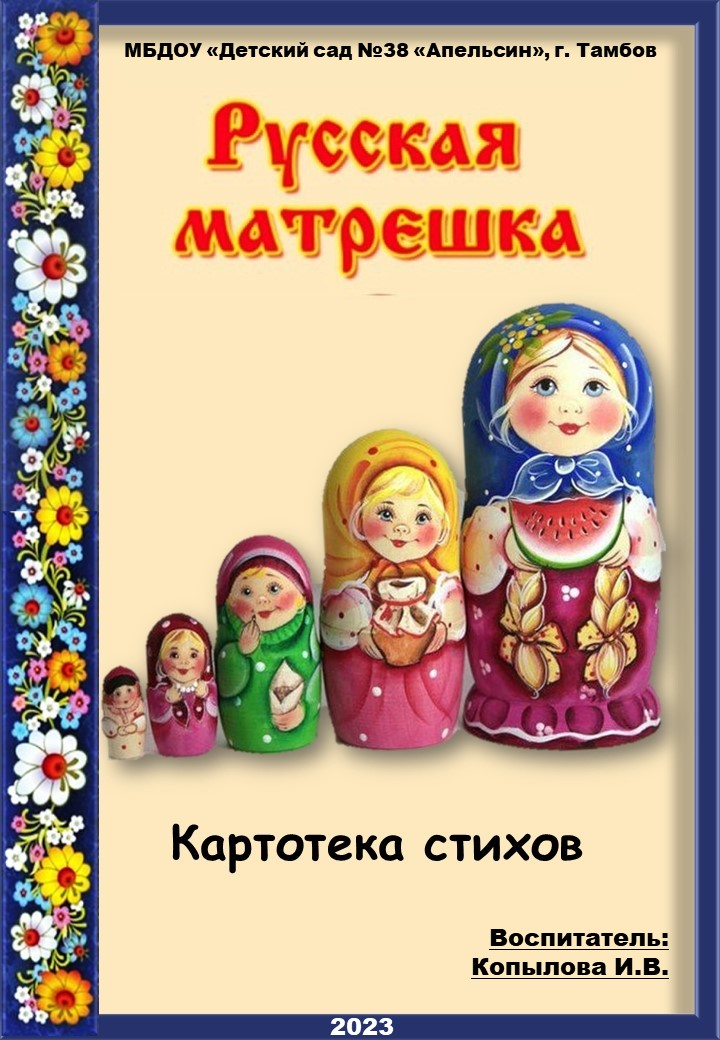 МБДОУ «Детский сад №38 «Апельсин», г. Тамбов
Русская
матрешка
Картотека стихов
Воспитатель:
Копылова И.В.
2023